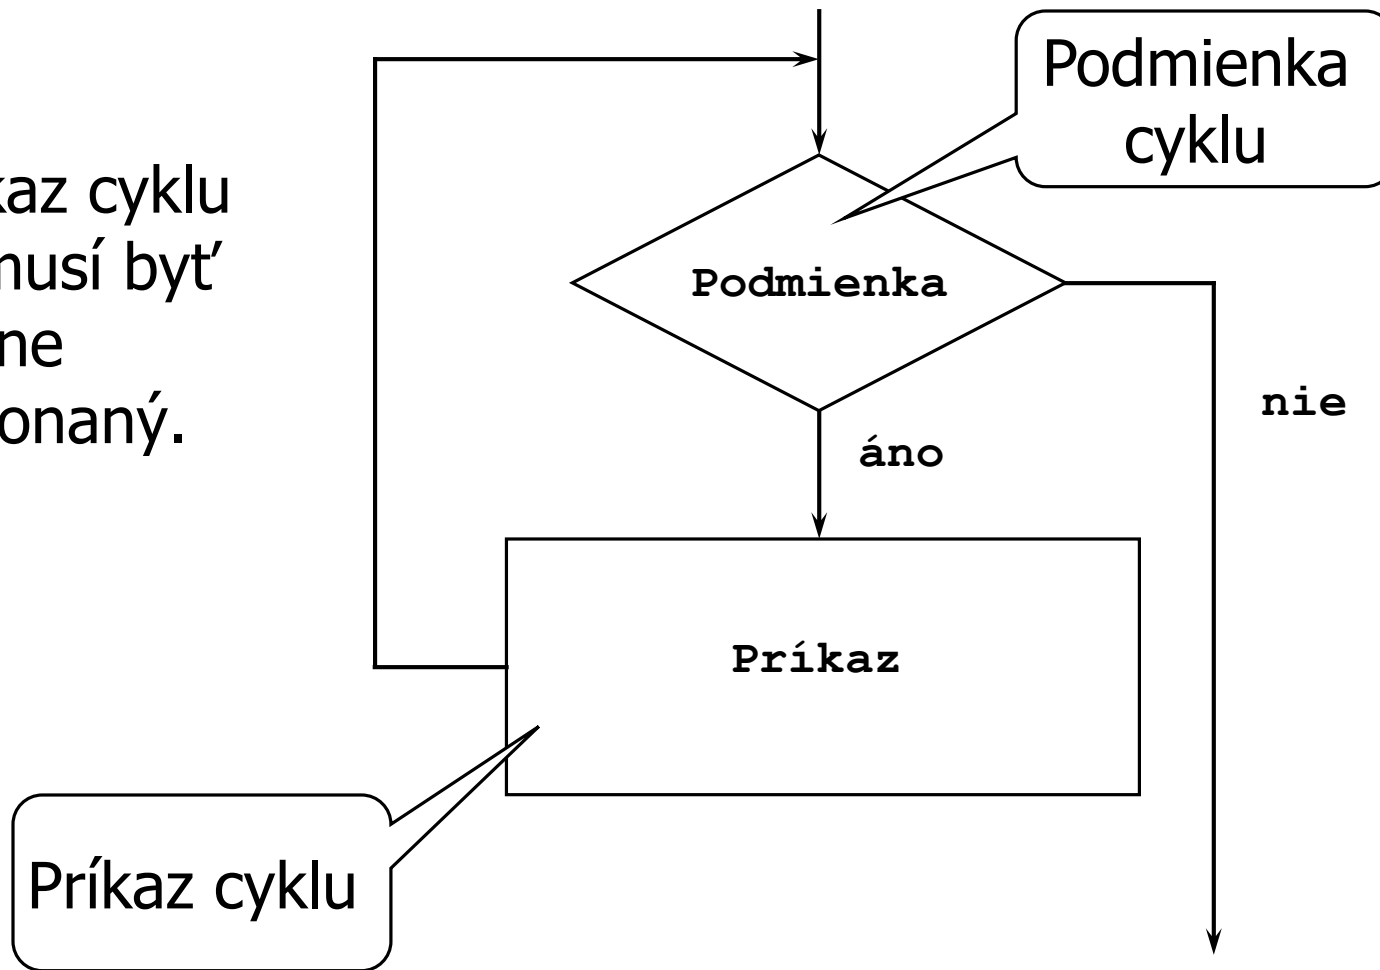 Podmienka
cyklu
kaz cyklu
musí byť
ne
onaný.
Podmienka
nie
áno
Príkaz
Príkaz cyklu